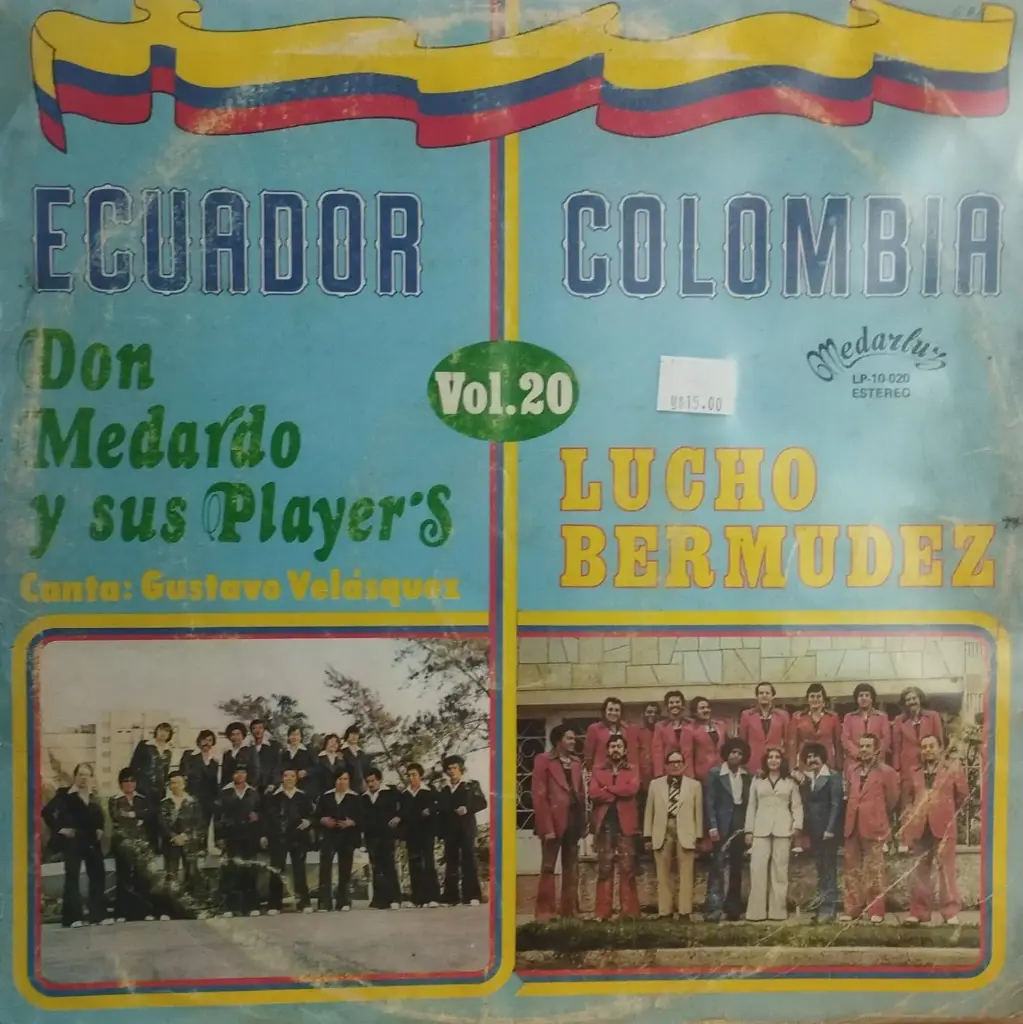 ECUADOR
COLOMBIA
Don
Medardo
y sus Player's
Canta: Gustavo Velásquez
Vol.20
Medarluz
LP-10-020
ESTEREO
LUCHO
BERMUDEZ